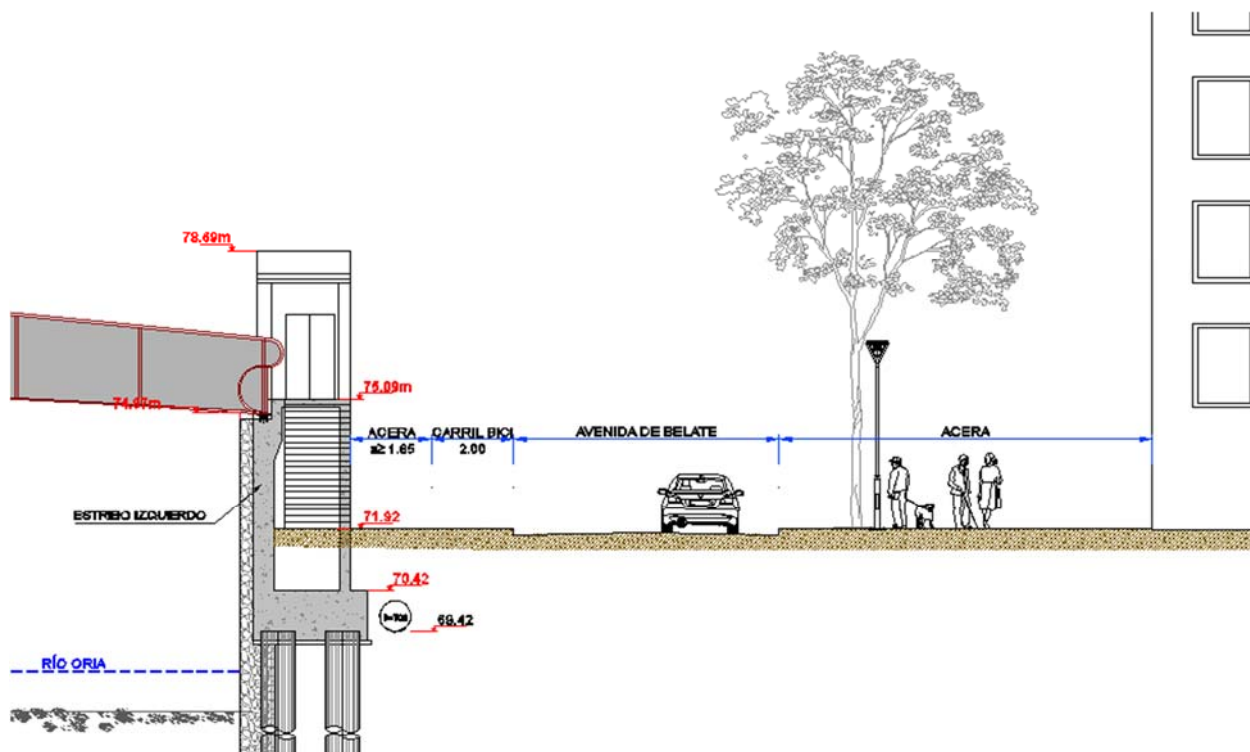 78.69m
75.09m
74.97m
ACERA
a≥1.65
CARRIL BICI
2.00
AVENIDA DE BELATE
ACERA
ESTRIBO IZQUIERDO
71.92
70.42
69.42
RÍO ORIA